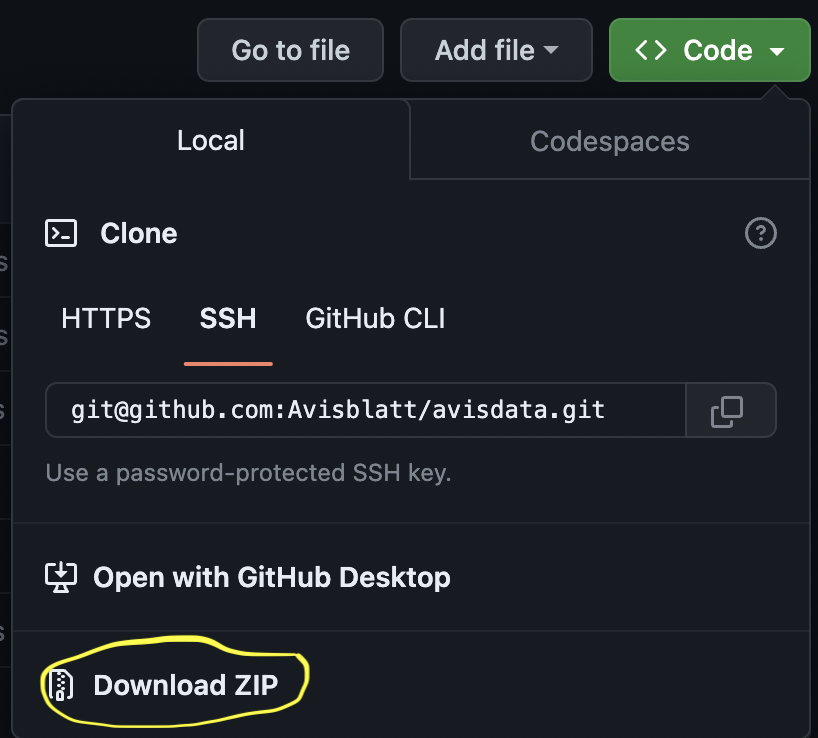 Go to file Add file <> Code
Local Codespaces
Clone
HTTPS SSH GitHub CLI
git@github.com:Avisblatt/avisdata.git
Use a password-protected SSH key.
Open with GitHub Desktop
Download ZIP